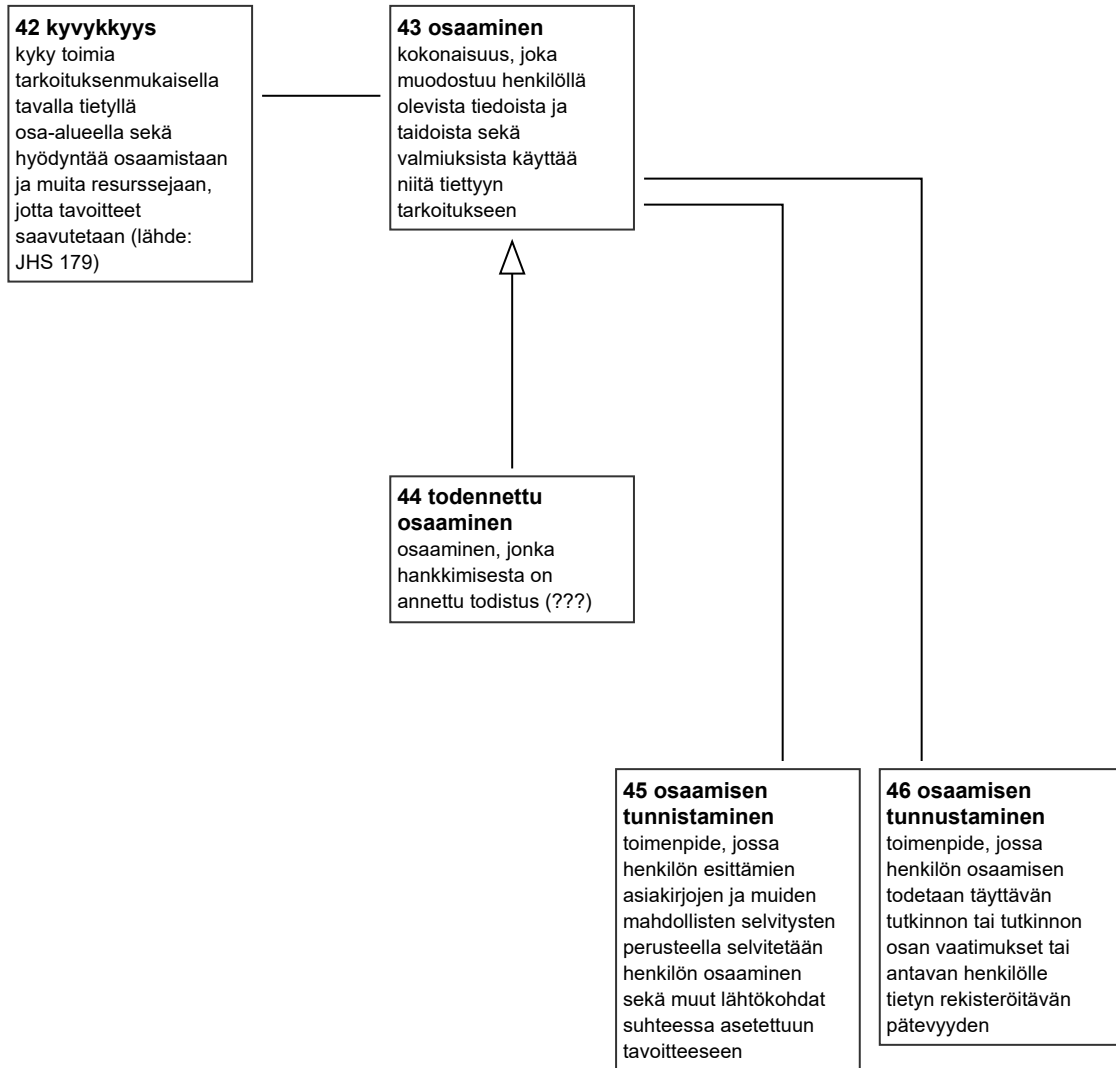 42 kyvykkyys
kyky toimia
tarkoituksenmukaisella
tavalla tietyllä
osa-alueella sekä
hyödyntää osaamistaan
ja muita resurssejaan,
jotta tavoitteet
saavutetaan (lähde:
JHS 179)
43 osaaminen
kokonaisuus, joka
muodostuu henkilöllä
olevista tiedoista ja
taidoista sekä
valmiuksista käyttää
niitä tiettyyn
tarkoitukseen
44 todennettu
osaaminen
osaaminen, jonka
hankkimisesta on
annettu todistus (???)
45 osaamisen
tunnistaminen
toimenpide, jossa
henkilön esittämien
asiakirjojen ja muiden
mahdollisten selvitysten
perusteella selvitetään
henkilön osaaminen
sekä muut lähtökohdat
suhteessa asetettuun
tavoitteeseen
46 osaamisen
tunnustaminen
toimenpide, jossa
henkilön osaamisen
todetaan täyttävän
tutkinnon tai tutkinnon
osan vaatimukset tai
antavan henkilölle
tietyn rekisteröitävän
pätevyyden